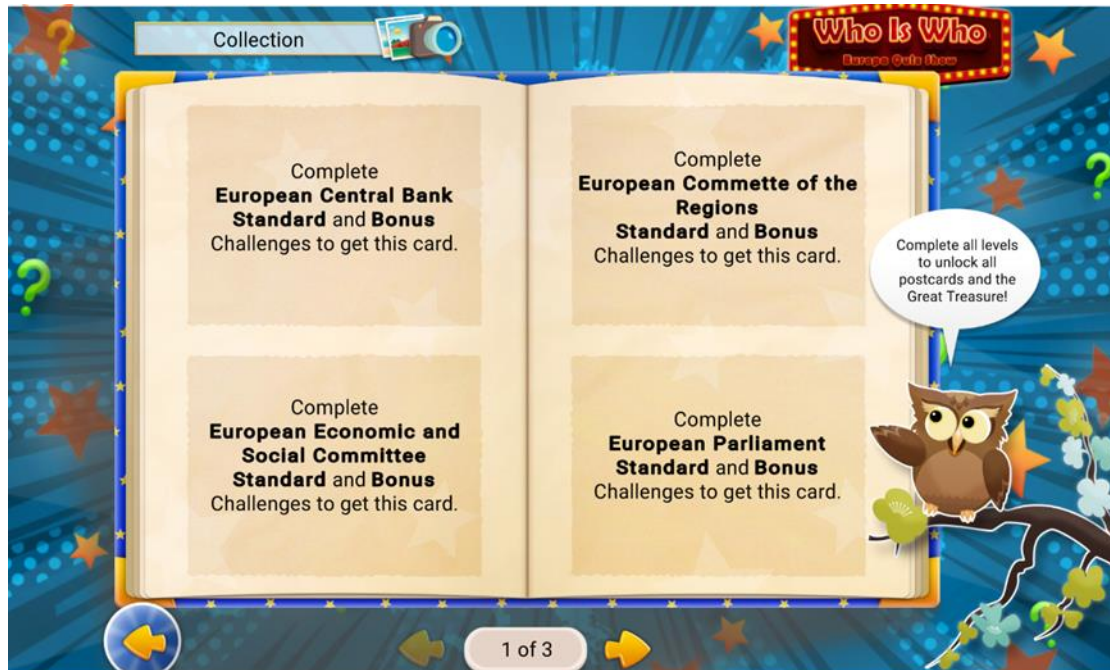 Collection
Who Is Who
Europa Quiz Show
Complete
European Central Bank
Standard and Bonus
Challenges to get this card.
Complete
European Commette of the
Regions
Standard and Bonus
Challenges to get this card.
Complete
European Economic and
Social Committee
Standard and Bonus
Challenges to get this card.
Complete
European Parliament
Standard and Bonus
Challenges to get this card.
Complete all levels
to unlock all
postcards and the
Great Treasure!
1 of 3